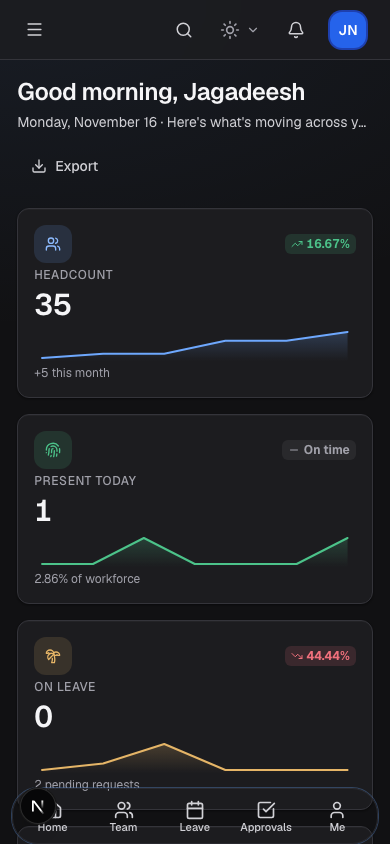 JN
Good morning, Jagadeesh
Monday, November 16 · Here's what's moving across y...
Export
16.67%
HEADCOUNT
35
+5 this month
On time
PRESENT TODAY
1
2.86% of workforce
44.44%
ON LEAVE
0
2 pending requests
N
Home Team Leave Approvals Me